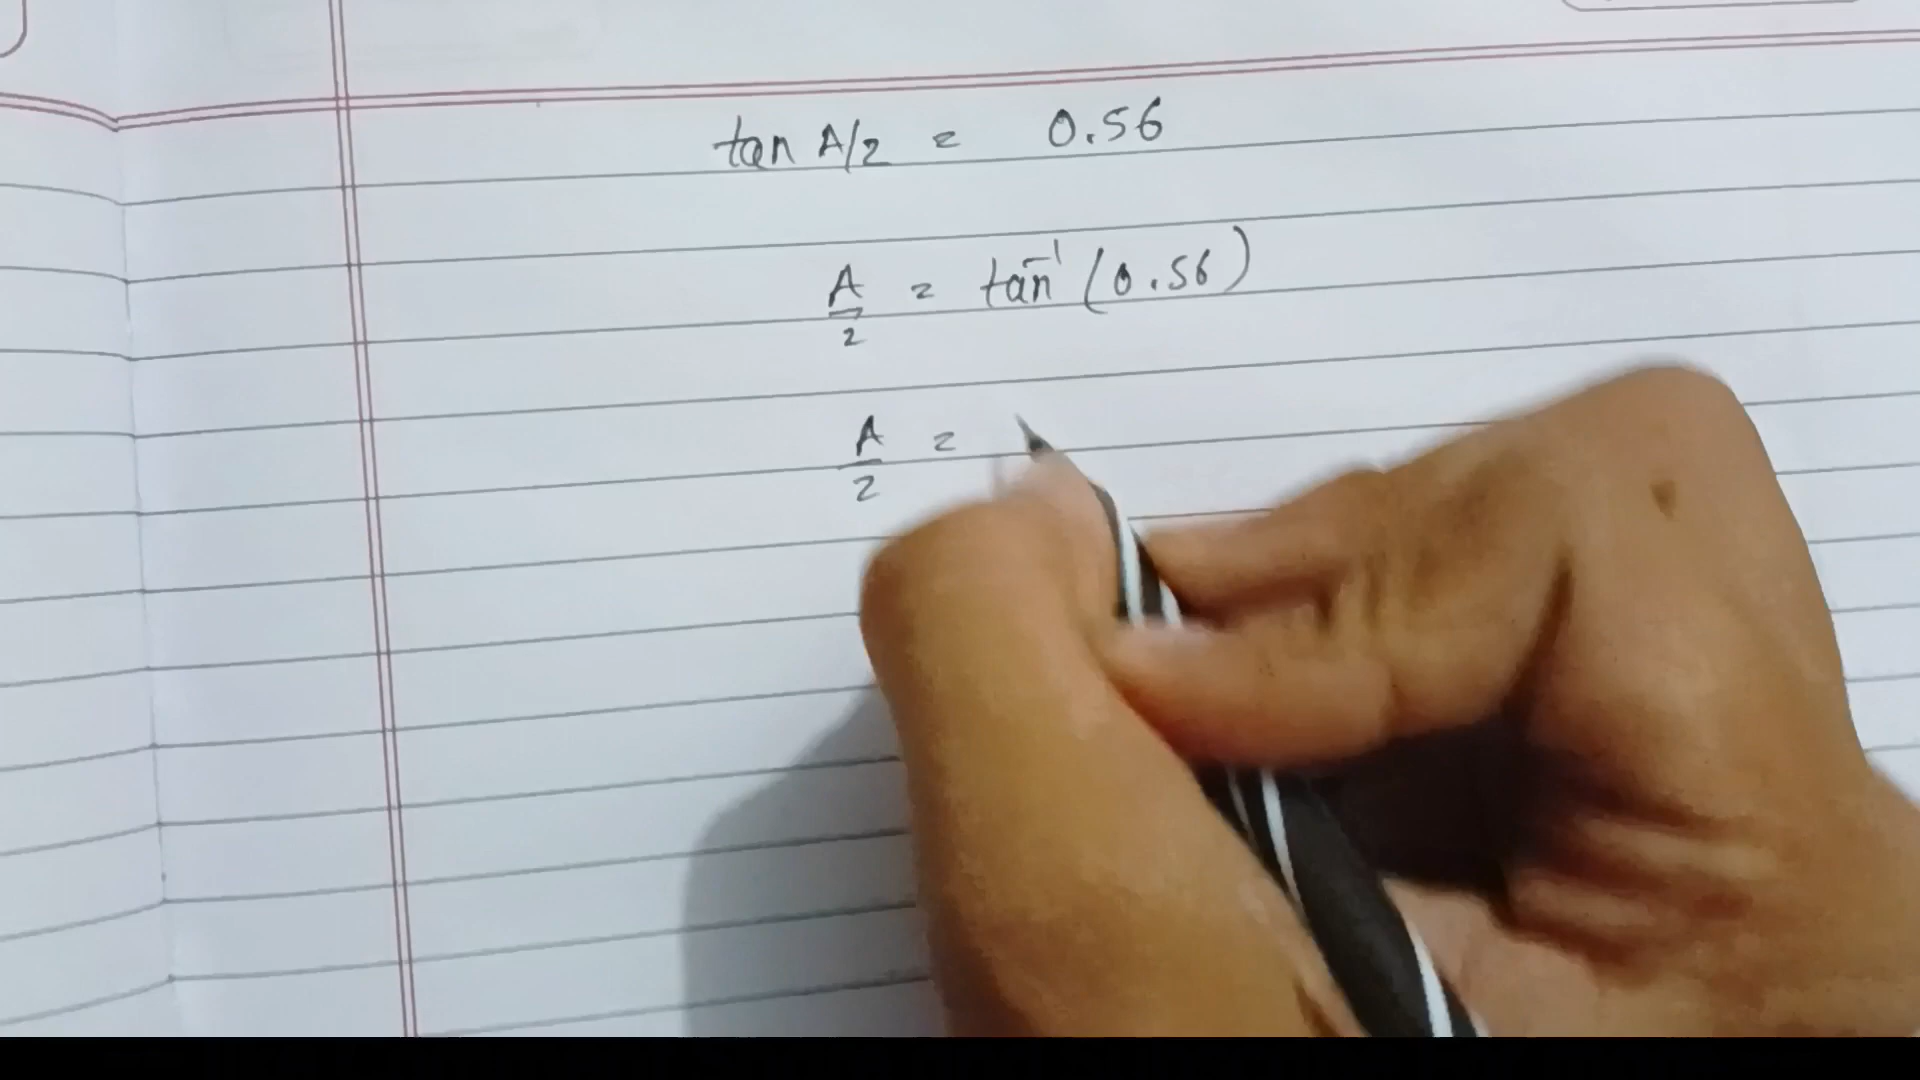 tan A/2 = 0.56
A/2 = tan⁻¹ (0.56)
A/2 =